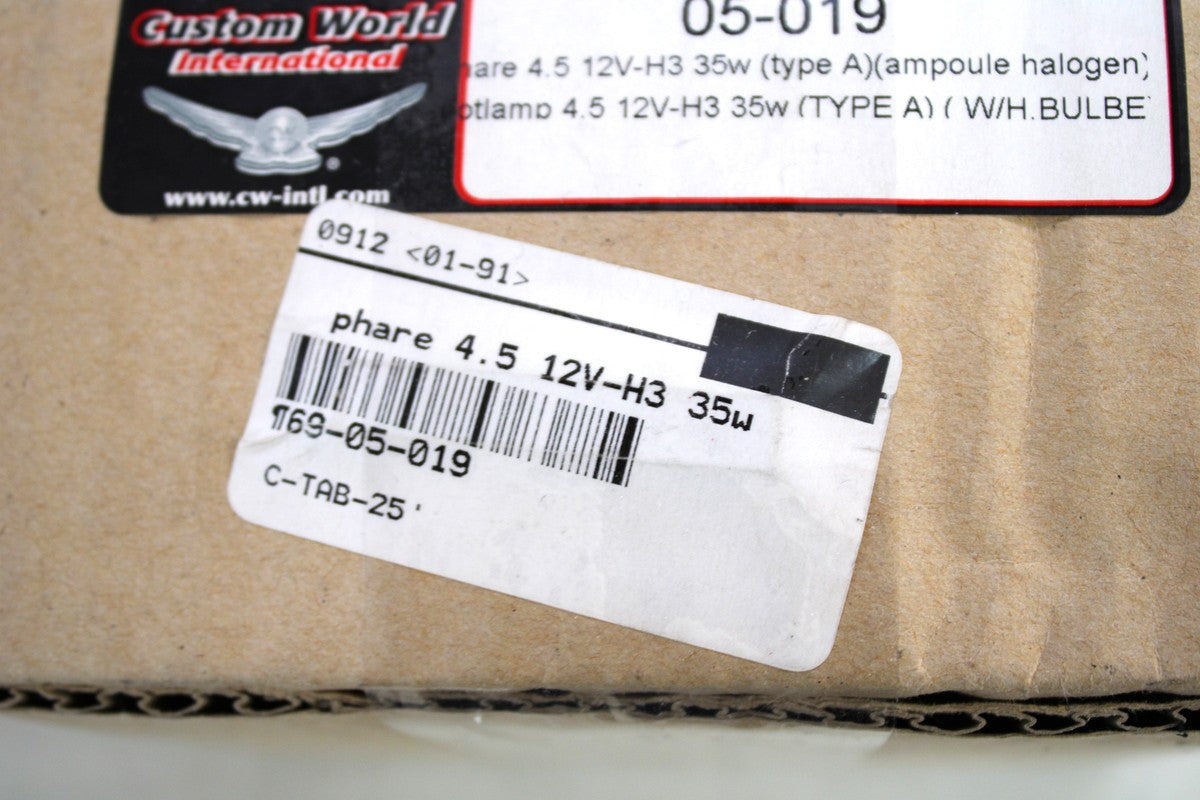 Custom World
International
®
www.cw-intl.com
05-019
hare 4.5 12V-H3 35w (type A)(ampoule halogen)
otlamp 4.5 12V-H3 35w (TYPE A) ( W/H.BULBE
0912 <01-91>
phare 4.5 12V-H3 35w
¶69-05-019
C-TAB-25'